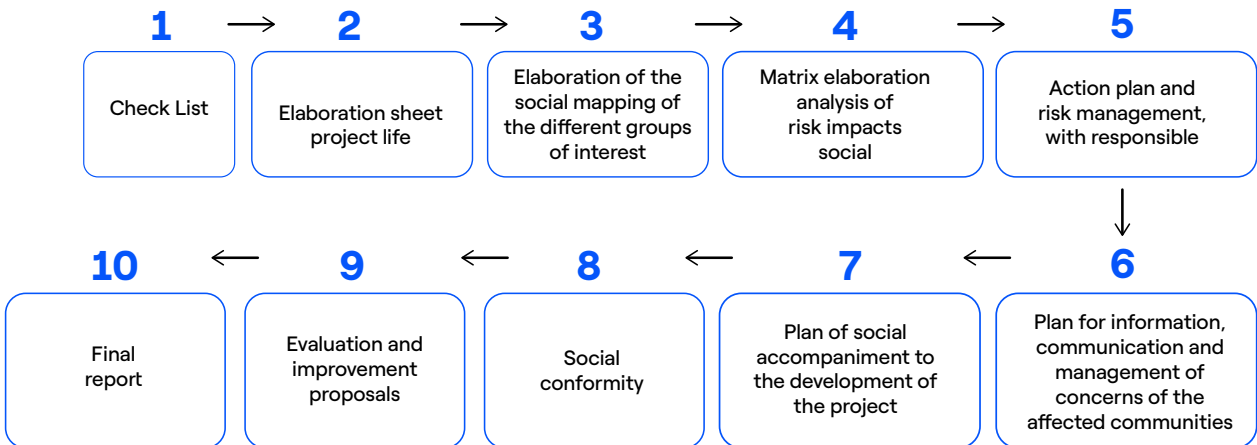 1
Check List
2
Elaboration sheet
project life
3
Elaboration of the
social mapping of
the different groups
of interest
4
Matrix elaboration
analysis of
risk impacts
social
5
Action plan and
risk management,
with responsible
6
Plan for information,
communication and
management of
concerns of the
affected communities
7
Plan of social
accompaniment to
the development of
the project
8
Social
conformity
9
Evaluation and
improvement
proposals
10
Final
report